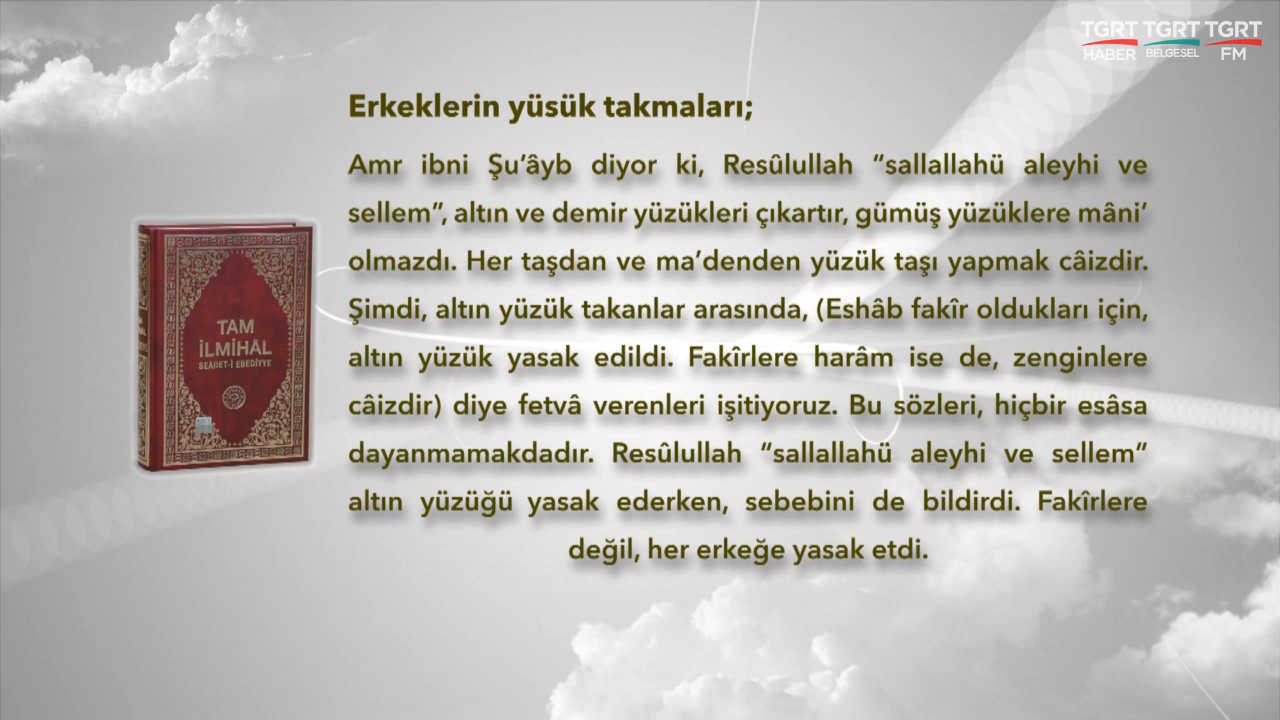 TGRT TGRT TGRT
HABER BELGESEL FM
Erkeklerin yüsük takmaları;
Amr ibni Şu’âyb diyor ki, Resûlullah “sallallahü aleyhi ve
sellem”, altın ve demir yüzükleri çıkartır, gümüş yüzüklere mâni’
olmazdı. Her taşdan ve ma’denden yüzük taşı yapmak câizdir.
Şimdi, altın yüzük takanlar arasında, (Eshâb fakîr oldukları için,
altın yüzük yasak edildi. Fakîrlere harâm ise de, zenginlere
câizdir) diye fetvâ verenleri işitiyoruz. Bu sözleri, hiçbir esâsa
dayanmamakdadır. Resûlullah “sallallahü aleyhi ve sellem”
altın yüzüğü yasak ederken, sebebini de bildirdi. Fakîrlere
değil, her erkeğe yasak etdi.
TAM
İLMİHÂL
SEÂDET-İ EBEDİYYE